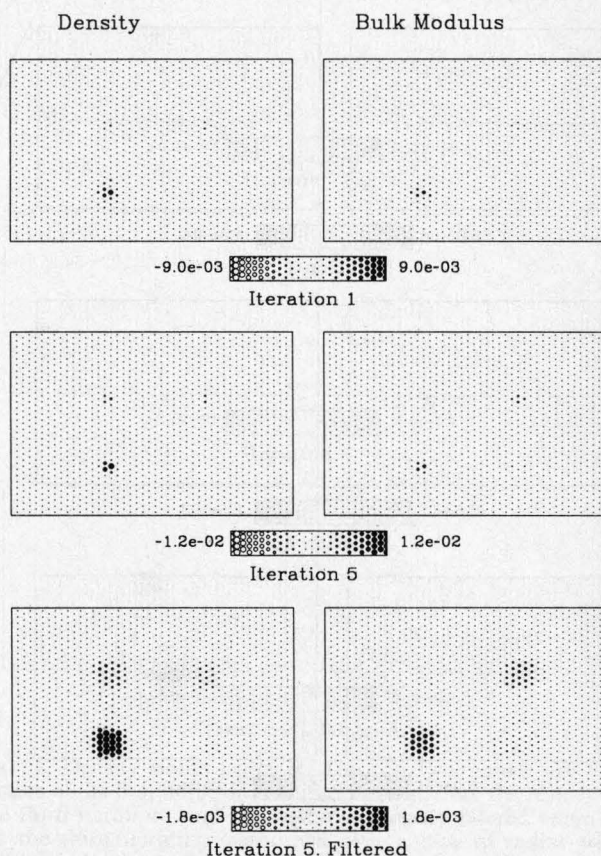 Density Bulk Modulus
-9.0e-03 9.0e-03
Iteration 1
-1.2e-02 1.2e-02
Iteration 5
-1.8e-03 1.8e-03
Iteration 5. Filtered